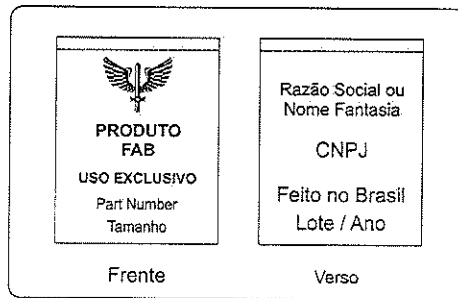 PRODUTO
FAB
USO EXCLUSIVO
Part Number
Tamanho
Frente
Razão Social ou
Nome Fantasia
CNPJ
Feito no Brasil
Lote / Ano
Verso